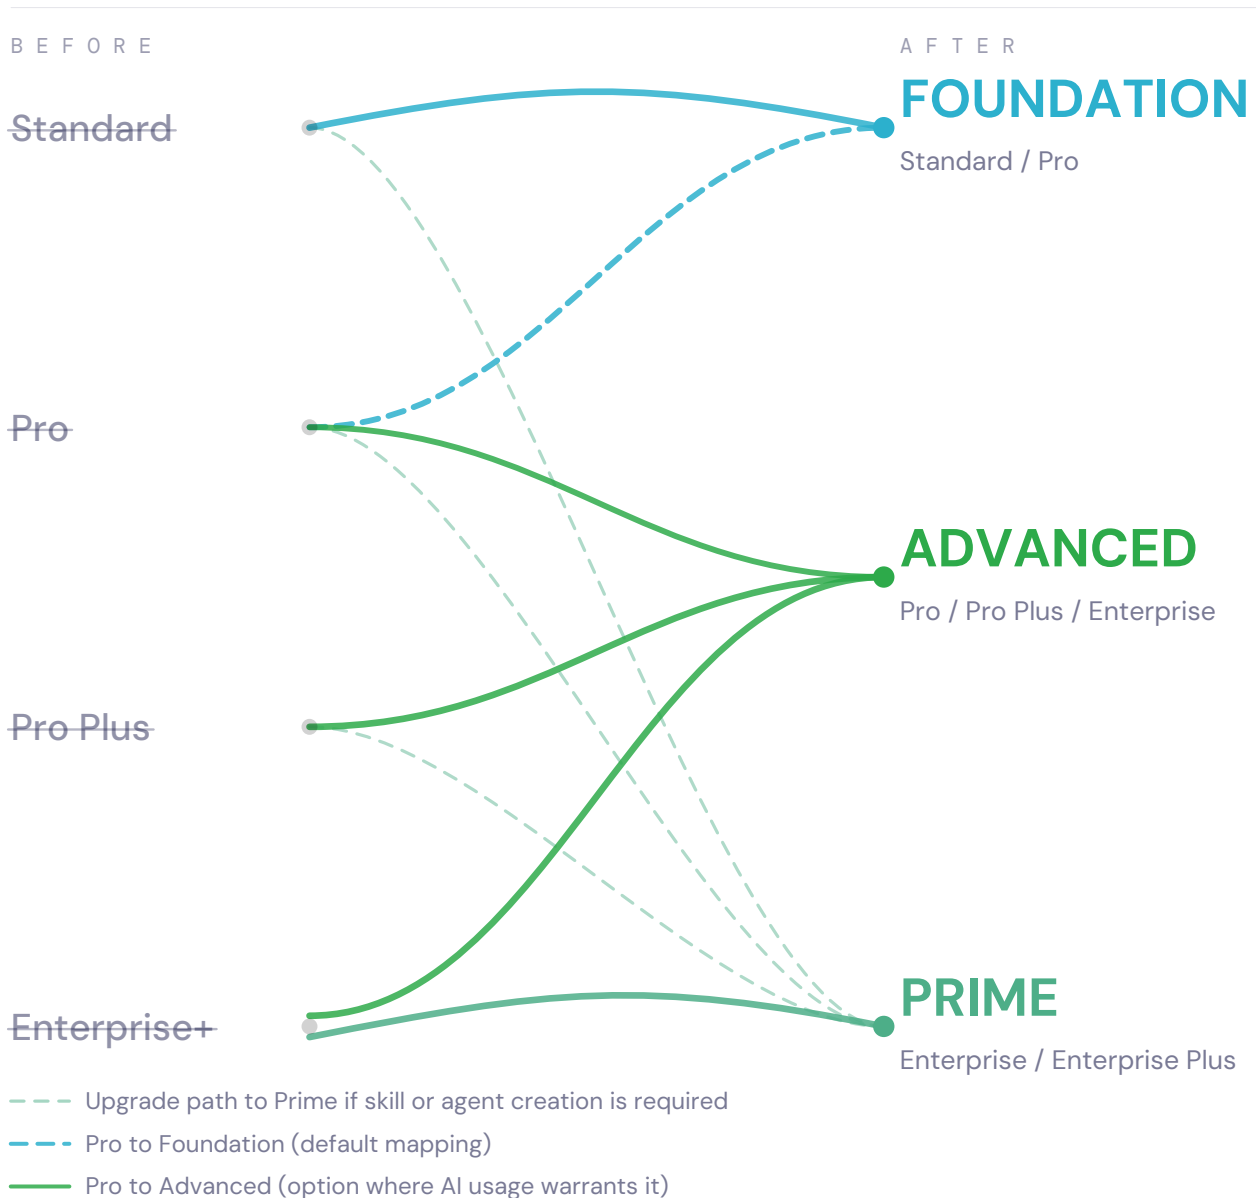 BEFORE
AFTER
Standard
FOUNDATION
Standard / Pro
Pro
ADVANCED
Pro / Pro Plus / Enterprise
Pro Plus
PRIME
Enterprise+
Enterprise / Enterprise Plus
Upgrade path to Prime if skill or agent creation is required
Pro to Foundation (default mapping)
Pro to Advanced (option where AI usage warrants it)